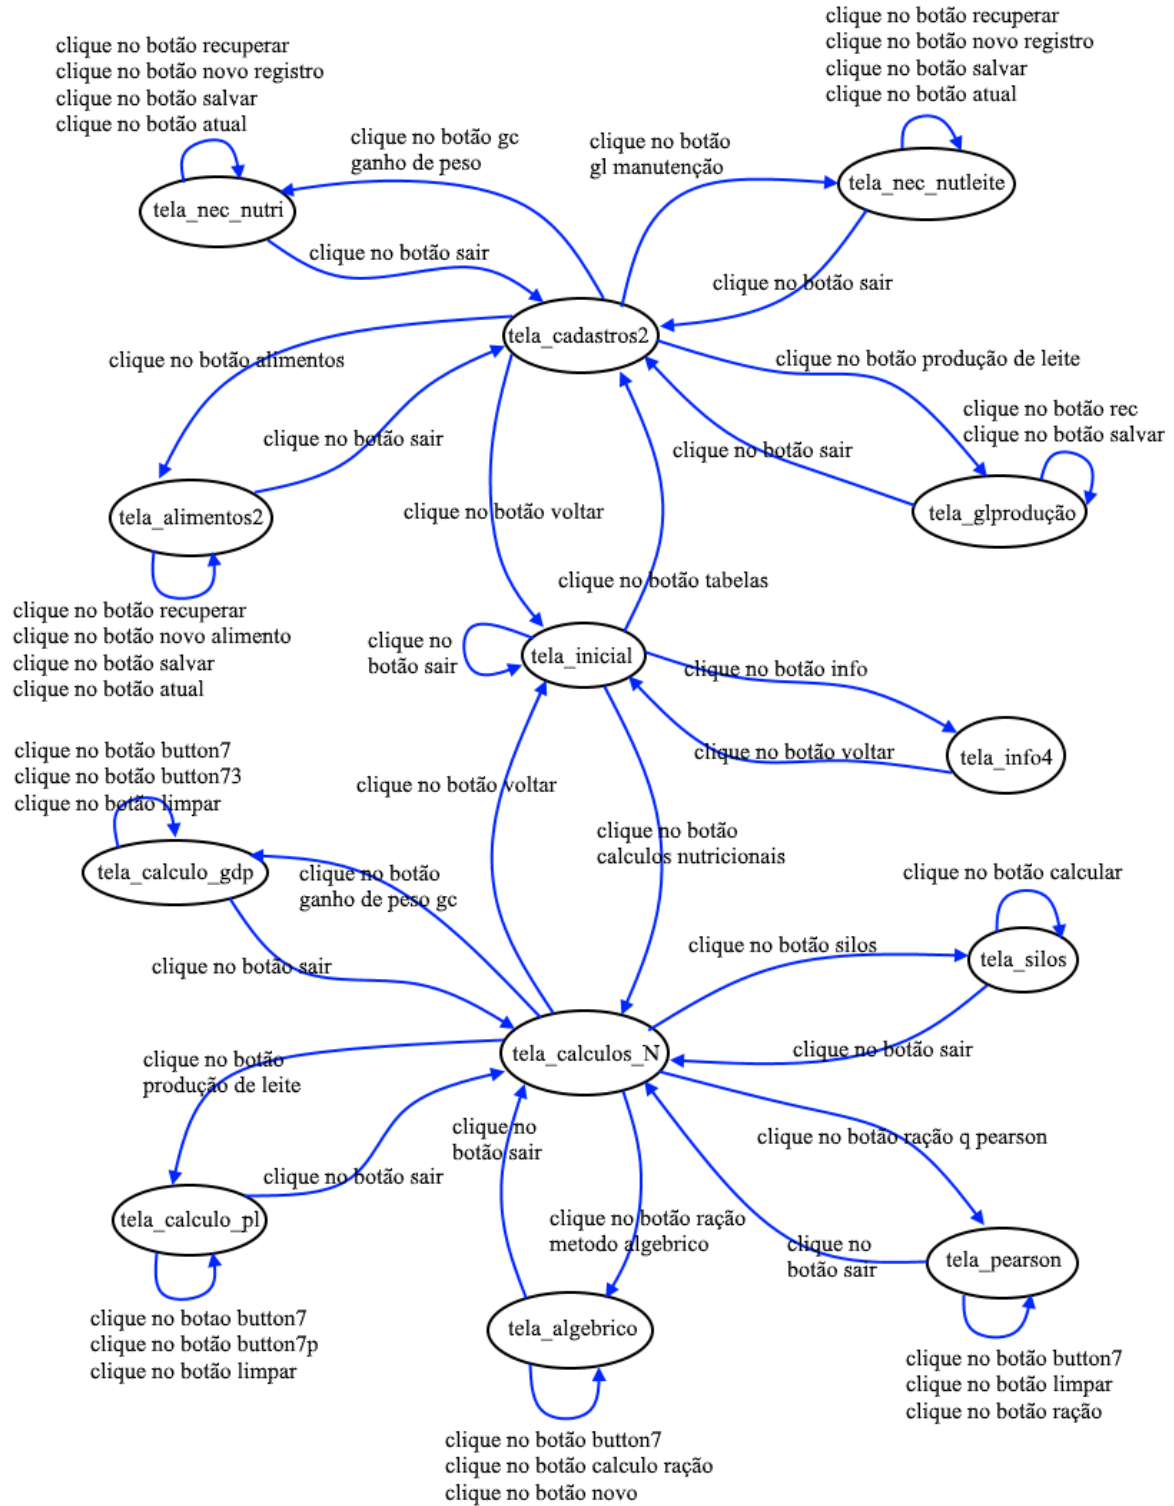 clique no botão recuperar
clique no botão novo registro
clique no botão salvar
clique no botão atual
clique no botão recuperar
clique no botão novo registro
clique no botão salvar
clique no botão atual
clique no botão gc
ganho de peso
clique no botão
gl manutenção
tela_nec_nutri
tela_nec_nutleite
clique no botão sair
clique no botão sair
tela_cadastros2
clique no botão alimentos
clique no botão produção de leite
clique no botão rec
clique no botão salvar
clique no botão sair
clique no botão sair
tela_alimentos2
clique no botão voltar
tela_glprodução
clique no botão tabelas
clique no botão recuperar
clique no botão novo alimento
clique no botão salvar
clique no botão atual
clique no
botão sair
tela_inicial
clique no botão info
clique no botão button7
clique no botão button73
clique no botão limpar
clique no botão voltar
tela_info4
clique no botão voltar
clique no botão
calculos nutricionais
tela_calculo_gdp
clique no botão
ganho de peso gc
clique no botão calcular
clique no botão silos
tela_silos
clique no botão sair
tela_calculos_N
clique no botão sair
clique no botão
produção de leite
clique no
botão sair
clique no botão ração q pearson
clique no botão sair
tela_calculo_pl
clique no botão ração
metodo algebrico
clique no
botão sair
tela_pearson
clique no botao button7
clique no botão button7p
clique no botão limpar
tela_algebrico
clique no botão button7
clique no botão limpar
clique no botão ração
clique no botão button7
clique no botão calculo ração
clique no botão novo